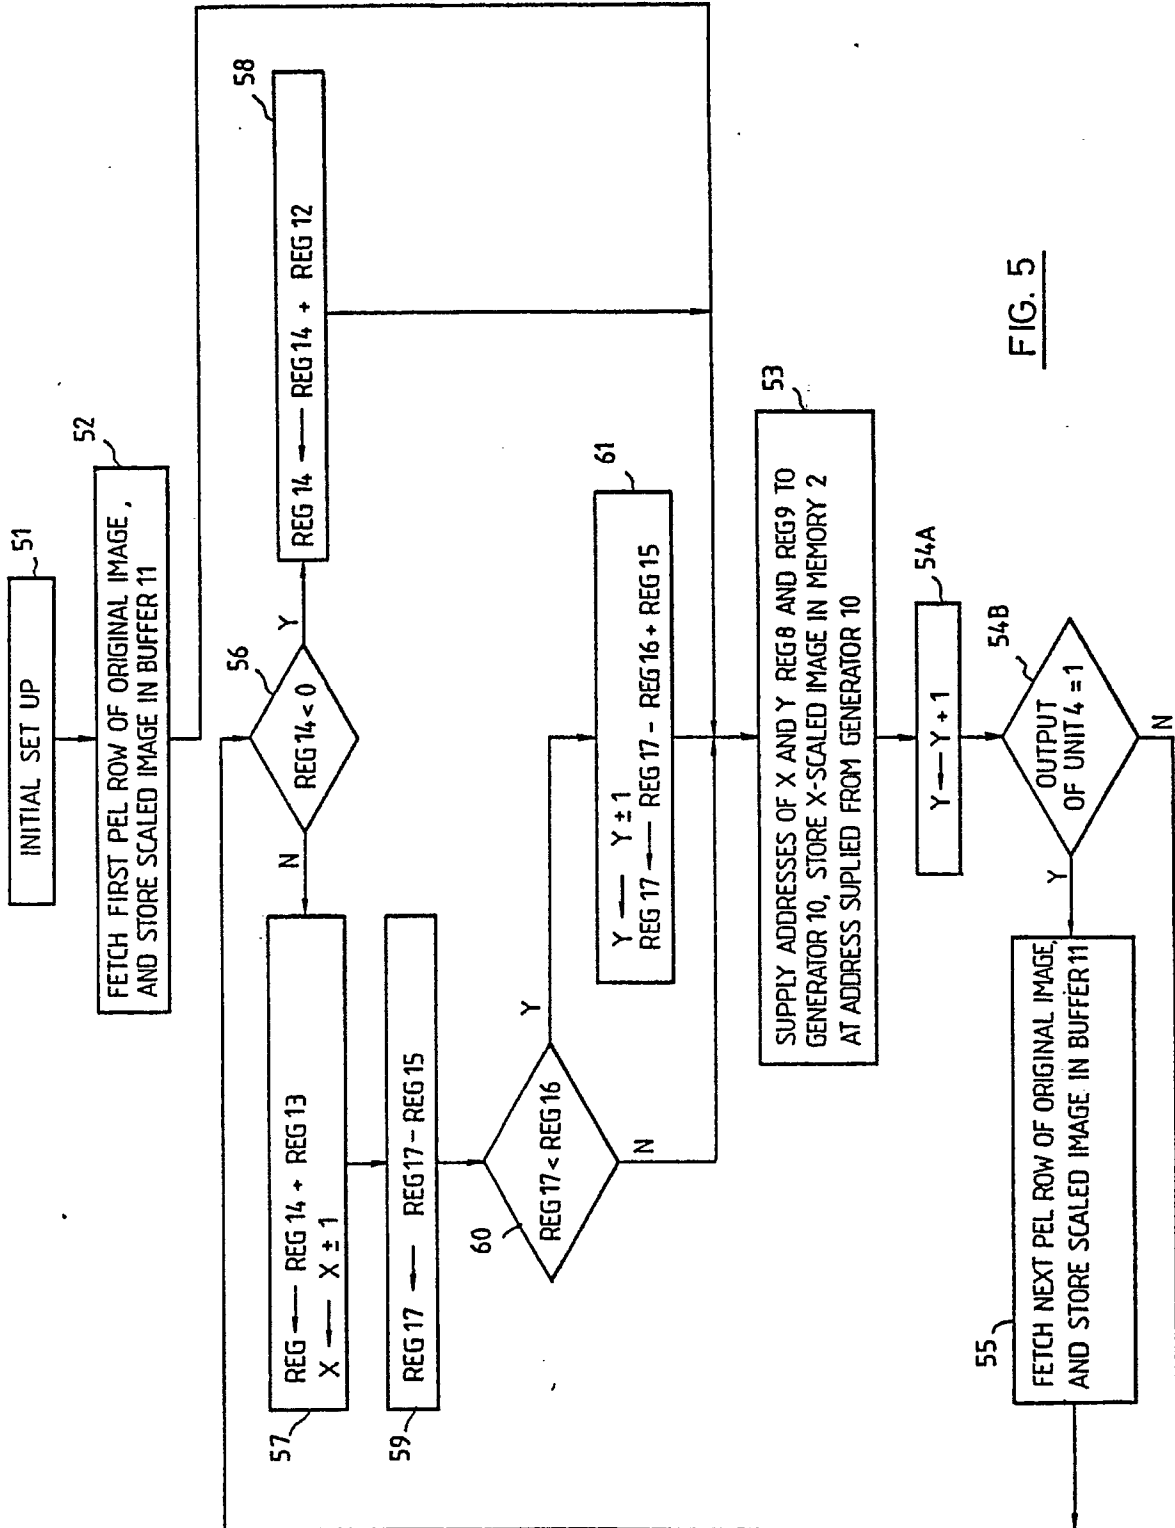 INITIAL SET UP
51
FETCH FIRST PEL ROW OF ORIGINAL IMAGE,
AND STORE SCALED IMAGE IN BUFFER 11
52
REG 14 < 0
56
N
Y
REG 14 ← REG 14 + REG 12
58
REG ← REG 14 + REG 13
X ← X ± 1
57
REG 17 ← REG 17 - REG 15
59
REG 17 < REG 16
60
Y
N
Y ← Y ± 1
REG 17 ← REG 17 - REG 16 + REG 15
61
SUPPLY ADDRESSES OF X AND Y REG 8 AND REG 9 TO
GENERATOR 10, STORE X-SCALED IMAGE IN MEMORY 2
AT ADDRESS SUPLIED FROM GENERATOR 10
53
Y ← Y + 1
54A
OUTPUT
OF UNIT 4 = 1
54B
Y
N
FETCH NEXT PEL ROW OF ORIGINAL IMAGE,
AND STORE SCALED IMAGE IN BUFFER 11
55
FIG. 5